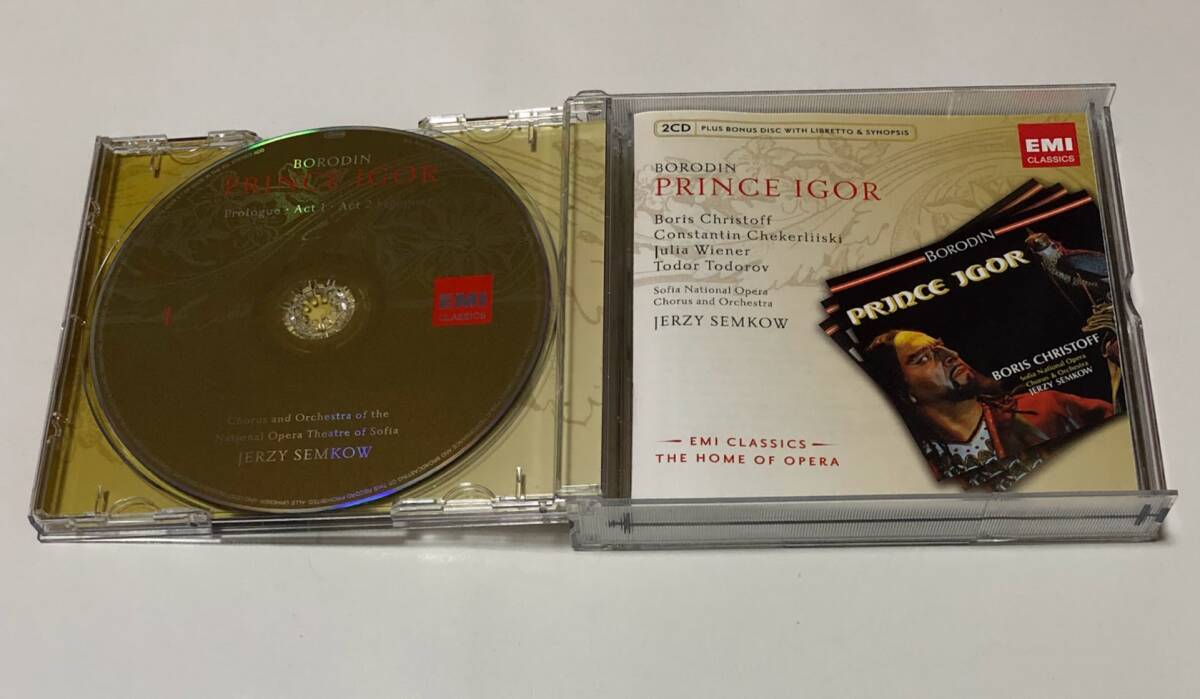 BORODIN
PRINCE IGOR
Prologue • Act 1 • Act 2
1
EMI
CLASSICS
Chorus and Orchestra of the
National Opera Theatre of Sofia
JERZY SEMKOW
2CD PLUS BONUS DISC WITH LIBRETTO & SYNOPSIS
EMI
CLASSICS
BORODIN
PRINCE IGOR
Boris Christoff
Constantin Chekerliiski
Julia Wiener
Todor Todorov
Sofia National Opera
Chorus and Orchestra
JERZY SEMKOW
BORODIN
PRINCE IGOR
BORIS CHRISTOFF
Sofia National Opera
Chorus & Orchestra
JERZY SEMKOW
EMI CLASSICS
THE HOME OF OPERA